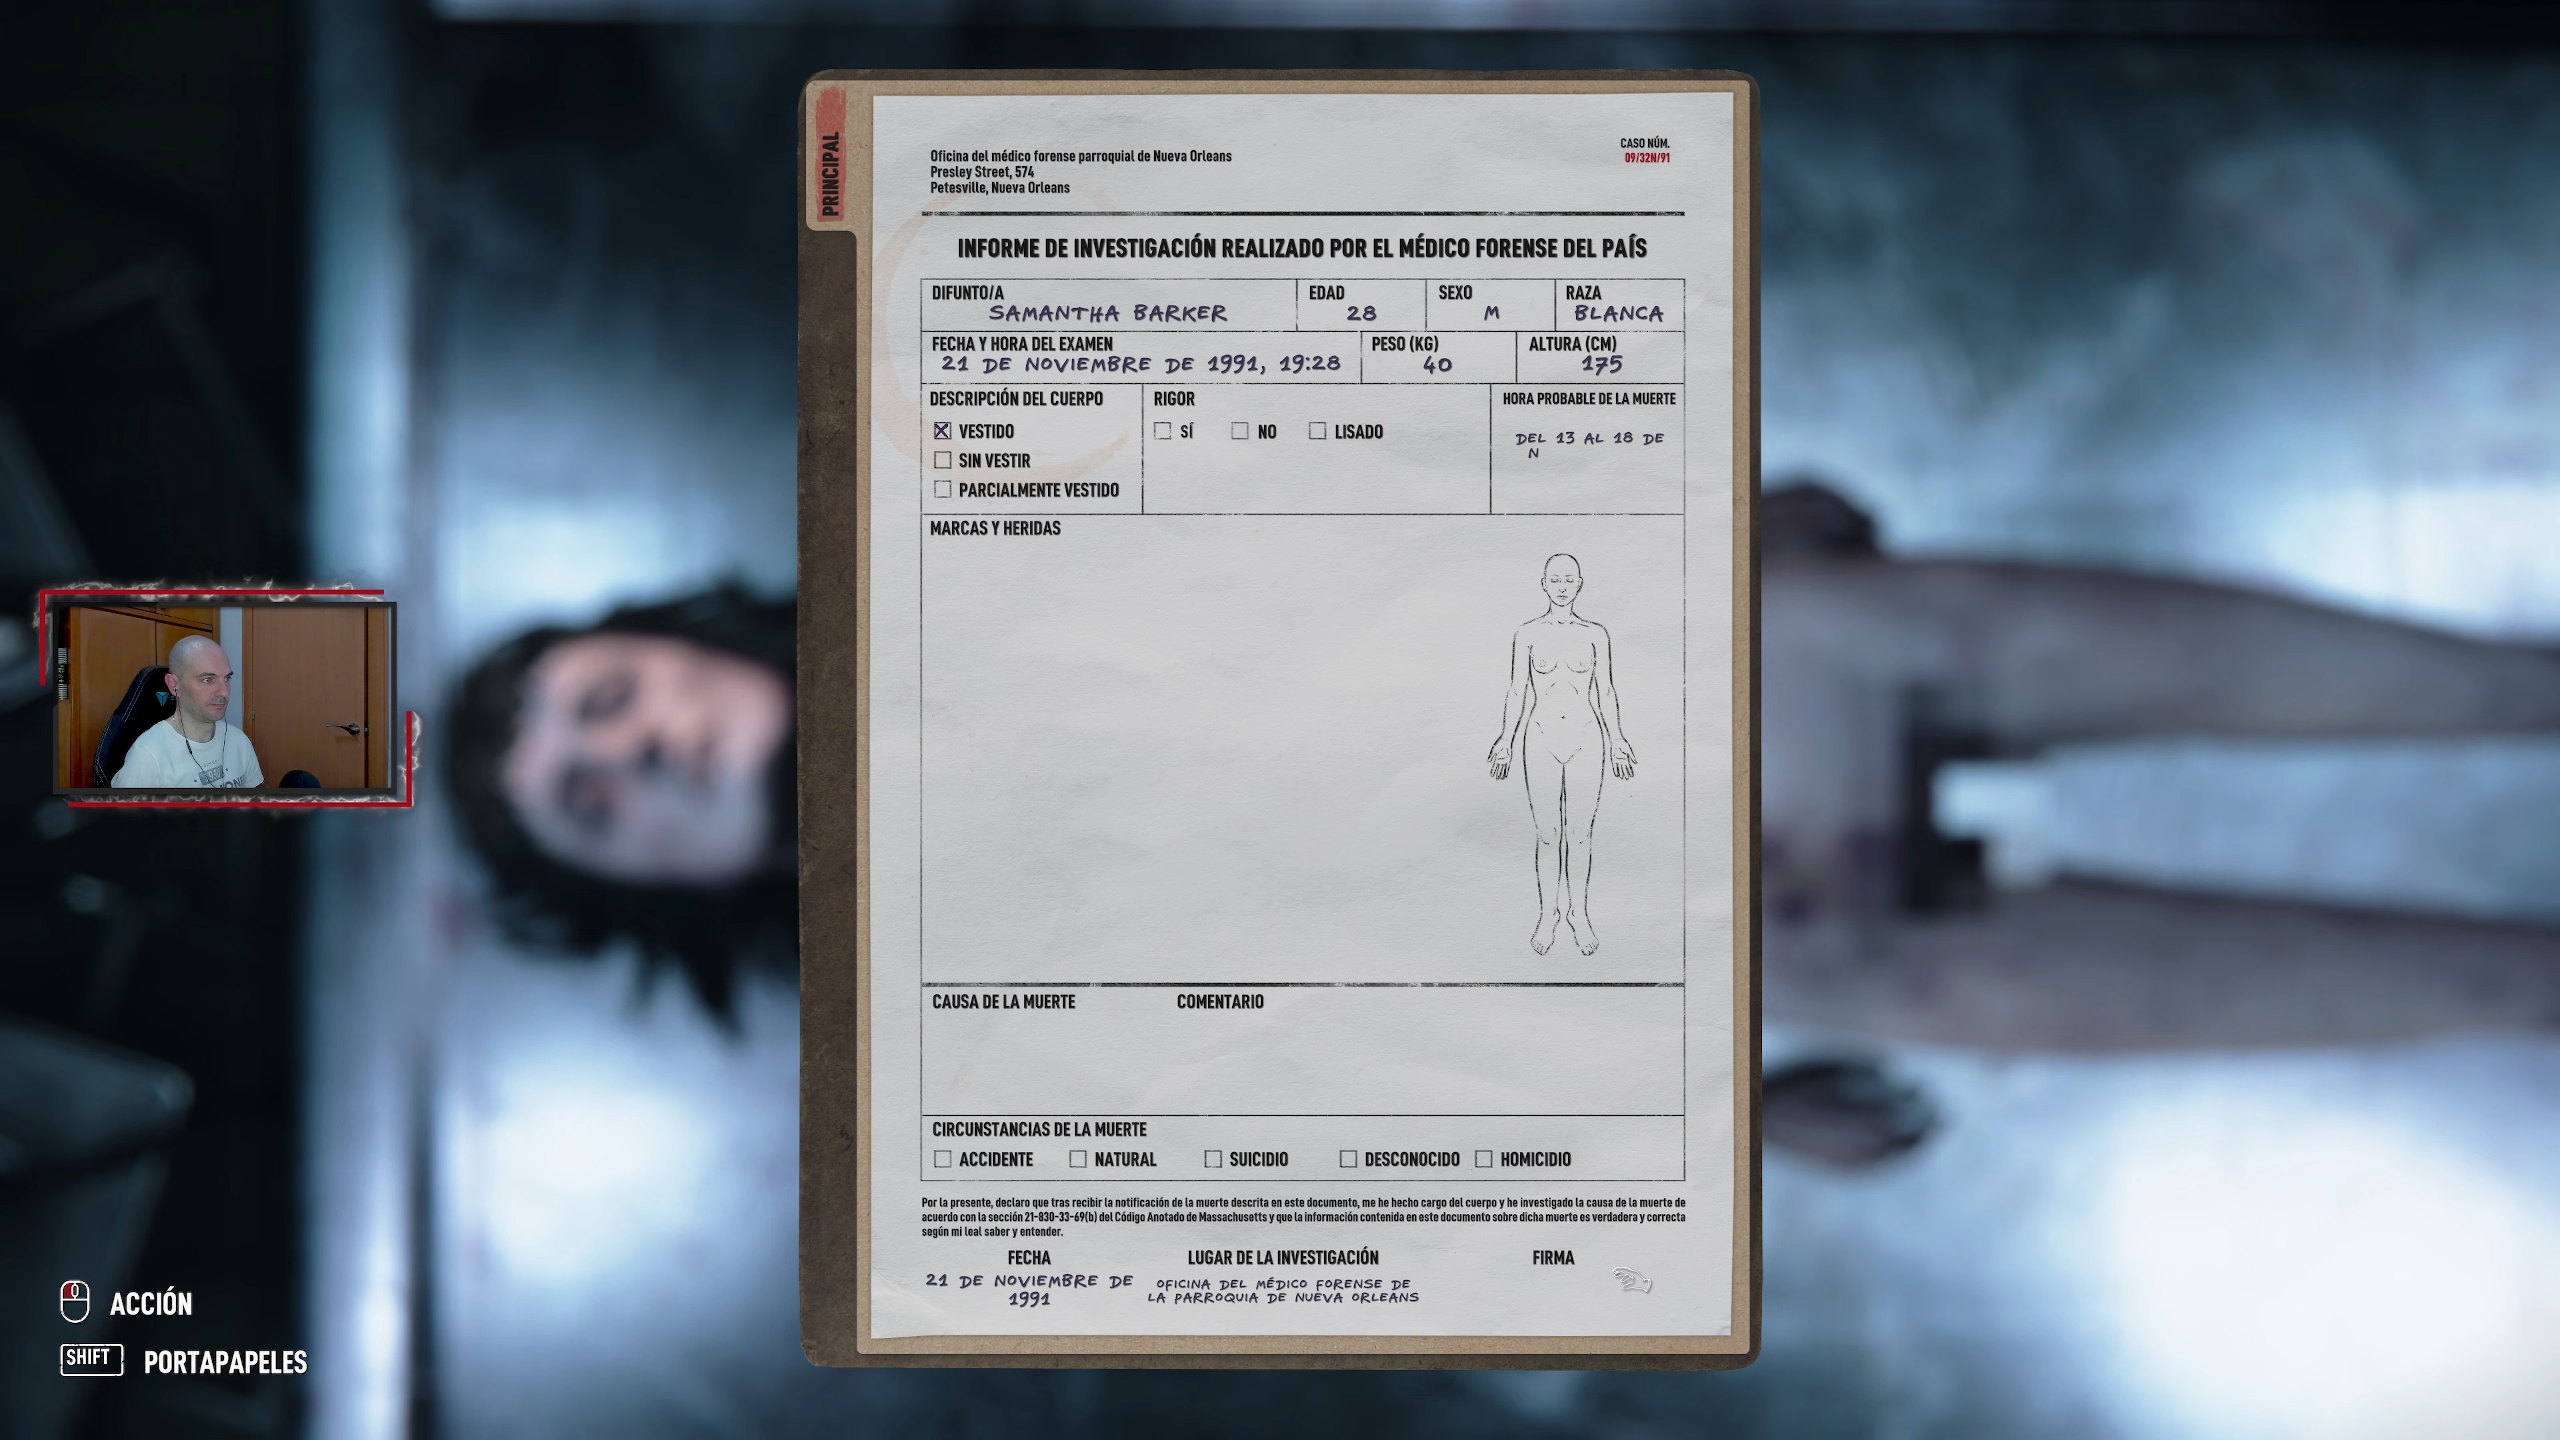 PRINCIPAL
Oficina del médico forense parroquial de Nueva Orleans
Presley Street, 574
Petesville, Nueva Orleans
CASO NÚM.
09/32N/91
INFORME DE INVESTIGACIÓN REALIZADO POR EL MÉDICO FORENSE DEL PAÍS
DIFUNTO/A EDAD SEXO RAZA
SAMANTHA BARKER 28 M BLANCA
FECHA Y HORA DEL EXAMEN PESO (KG) ALTURA (CM)
21 DE NOVIEMBRE DE 1991, 19:28 40 175
DESCRIPCIÓN DEL CUERPO RIGOR HORA PROBABLE DE LA MUERTE
VESTIDO SÍ NO LISADO
DEL 13 AL 18 DE
N
SIN VESTIR
PARCIALMENTE VESTIDO
MARCAS Y HERIDAS
CAUSA DE LA MUERTE COMENTARIO
CIRCUNSTANCIAS DE LA MUERTE
ACCIDENTE NATURAL SUICIDIO DESCONOCIDO HOMICIDIO
Por la presente, declaro que tras recibir la notificación de la muerte descrita en este documento, me he hecho cargo del cuerpo y he investigado la causa de la muerte de
acuerdo con la sección 21-830-33-69(b) del Código Anotado de Massachusetts y que la información contenida en este documento sobre dicha muerte es verdadera y correcta
según mi leal saber y entender.
FECHA LUGAR DE LA INVESTIGACIÓN FIRMA
21 DE NOVIEMBRE DE
1991
OFICINA DEL MÉDICO FORENSE DE
LA PARROQUIA DE NUEVA ORLEANS
ACCIÓN
SHIFT PORTAPAPELES